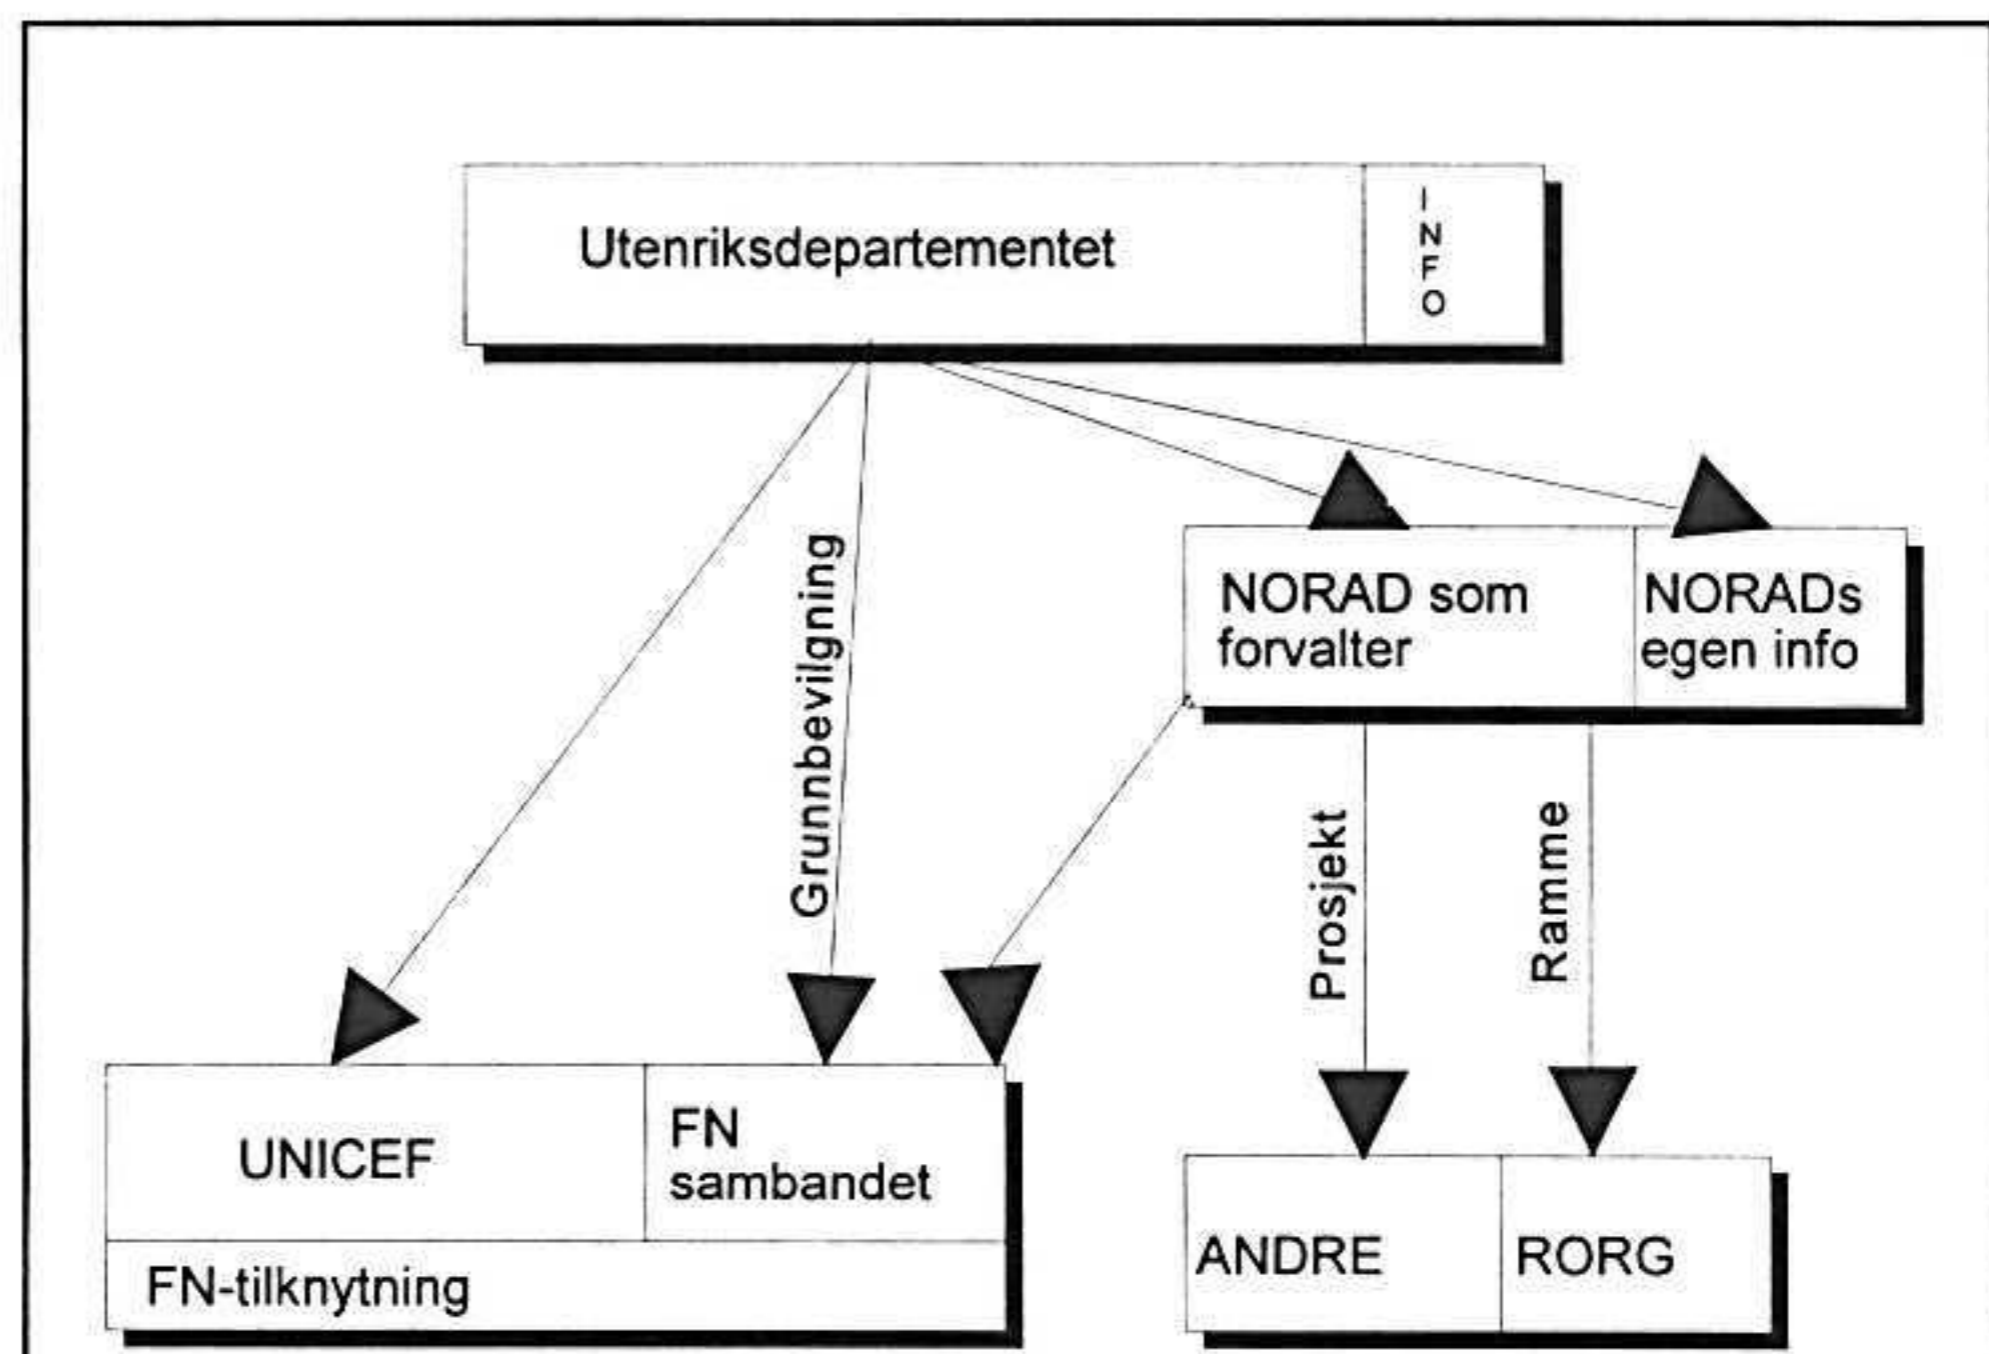 Utenriksdepartementet
INFO
Grunnbevilgning
NORAD som
forvalter
NORADs
egen info
Prosjekt
Ramme
UNICEF
FN
sambandet
FN-tilknytning
ANDRE
RORG